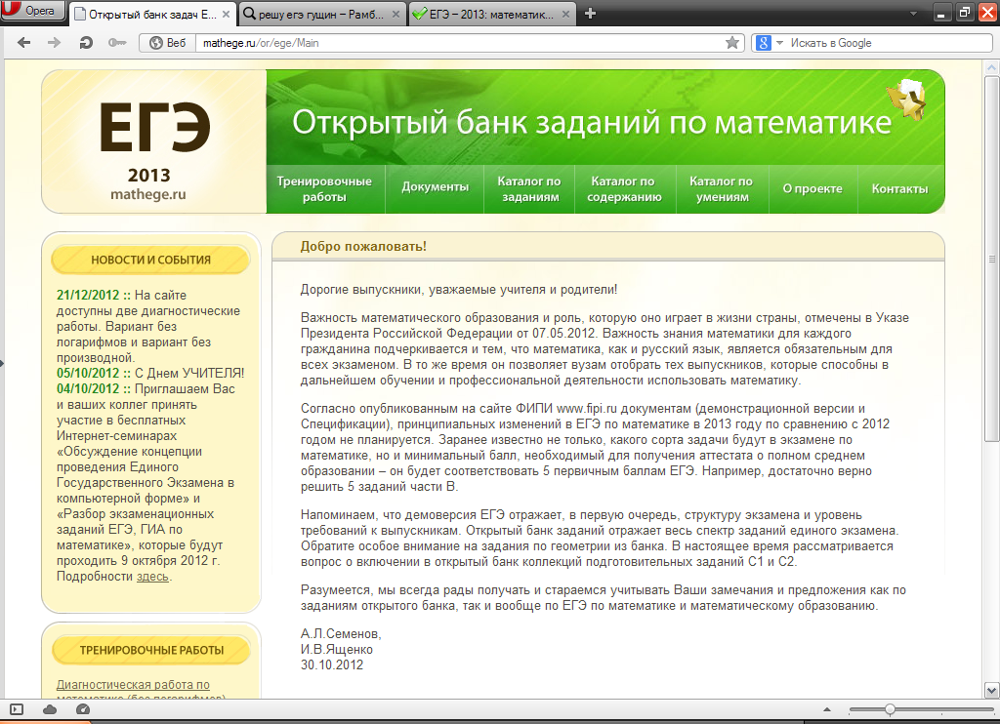 Opera
Открытый банк задач Е...
решу егэ гущин – Рамб...
ЕГЭ – 2013: математик...
Веб
mathege.ru/or/ege/Main
Искать в Google
ЕГЭ
2013
mathege.ru
Открытый банк заданий по математике
Тренировочные
работы
Документы
Каталог по
заданиям
Каталог по
содержанию
Каталог по
умениям
О проекте
Контакты
НОВОСТИ И СОБЫТИЯ
21/12/2012 :: На сайте
доступны две диагностические
работы. Вариант без
логарифмов и вариант без
производной.
05/10/2012 :: С Днем УЧИТЕЛЯ!
04/10/2012 :: Приглашаем Вас
и ваших коллег принять
участие в бесплатных
Интернет-семинарах
«Обсуждение концепции
проведения Единого
Государственного Экзамена в
компьютерной форме» и
«Разбор экзаменационных
заданий ЕГЭ, ГИА по
математике», которые будут
проходить 9 октября 2012 г.
Подробности здесь.
ТРЕНИРОВОЧНЫЕ РАБОТЫ
Диагностическая работа по
математике (без логарифмов)
Добро пожаловать!
Дорогие выпускники, уважаемые учителя и родители!
Важность математического образования и роль, которую оно играет в жизни страны, отмечены в Указе
Президента Российской Федерации от 07.05.2012. Важность знания математики для каждого
гражданина подчеркивается и тем, что математика, как и русский язык, является обязательным для
всех экзаменом. В то же время он позволяет вузам отобрать тех выпускников, которые способны в
дальнейшем обучении и профессиональной деятельности использовать математику.
Согласно опубликованным на сайте ФИПИ www.fipi.ru документам (демонстрационной версии и
Спецификации), принципиальных изменений в ЕГЭ по математике в 2013 году по сравнению с 2012
годом не планируется. Заранее известно не только, какого сорта задачи будут в экзамене по
математике, но и минимальный балл, необходимый для получения аттестата о полном среднем
образовании – он будет соответствовать 5 первичным баллам ЕГЭ. Например, достаточно верно
решить 5 заданий части В.
Напоминаем, что демоверсия ЕГЭ отражает, в первую очередь, структуру экзамена и уровень
требований к выпускникам. Открытый банк заданий отражает весь спектр заданий единого экзамена.
Обратите особое внимание на задания по геометрии из банка. В настоящее время рассматривается
вопрос о включении в открытый банк коллекций подготовительных заданий С1 и С2.
Разумеется, мы всегда рады получать и стараемся учитывать Ваши замечания и предложения как по
заданиям открытого банка, так и вообще по ЕГЭ по математике и математическому образованию.
А.Л.Семенов,
И.В.Ященко
30.10.2012